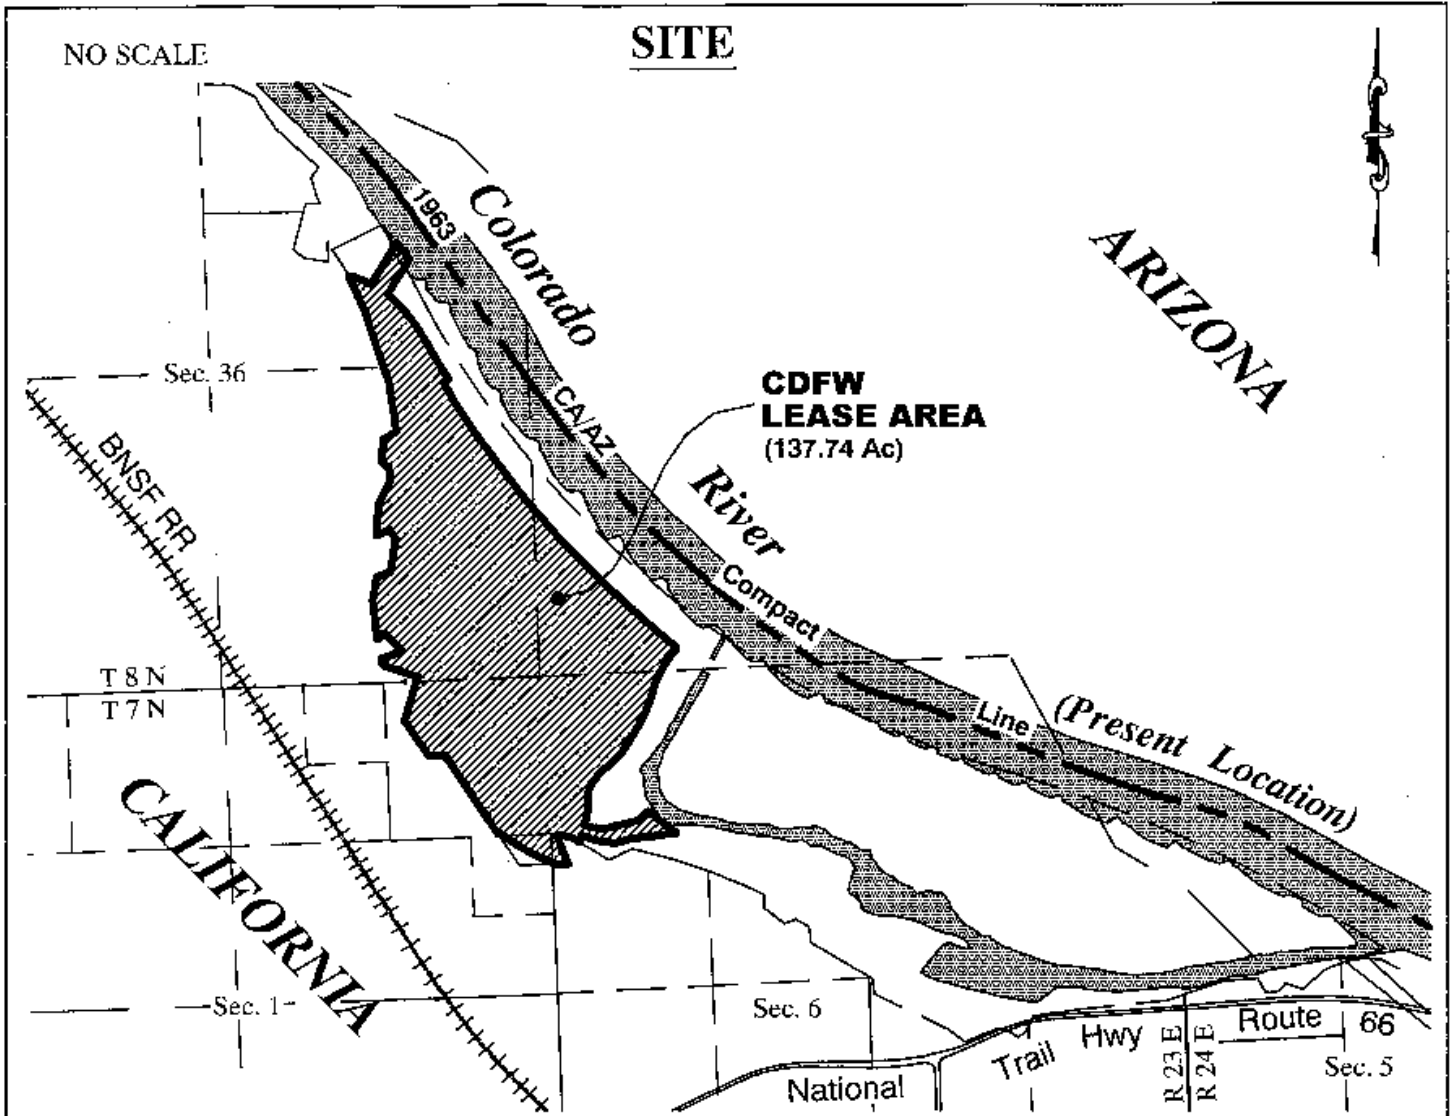 SITE
NO SCALE
Colorado
1963
ARIZONA
Sec. 36
CDFW
LEASE AREA
(137.74 Ac)
CA/AZ
BNSF RR
River
Compact
T 8 N
T 7 N
Line
(Present Location)
CALIFORNIA
Sec. 1
Sec. 6
National Trail Hwy Route 66
R 23 E
R 24 E
Sec. 5